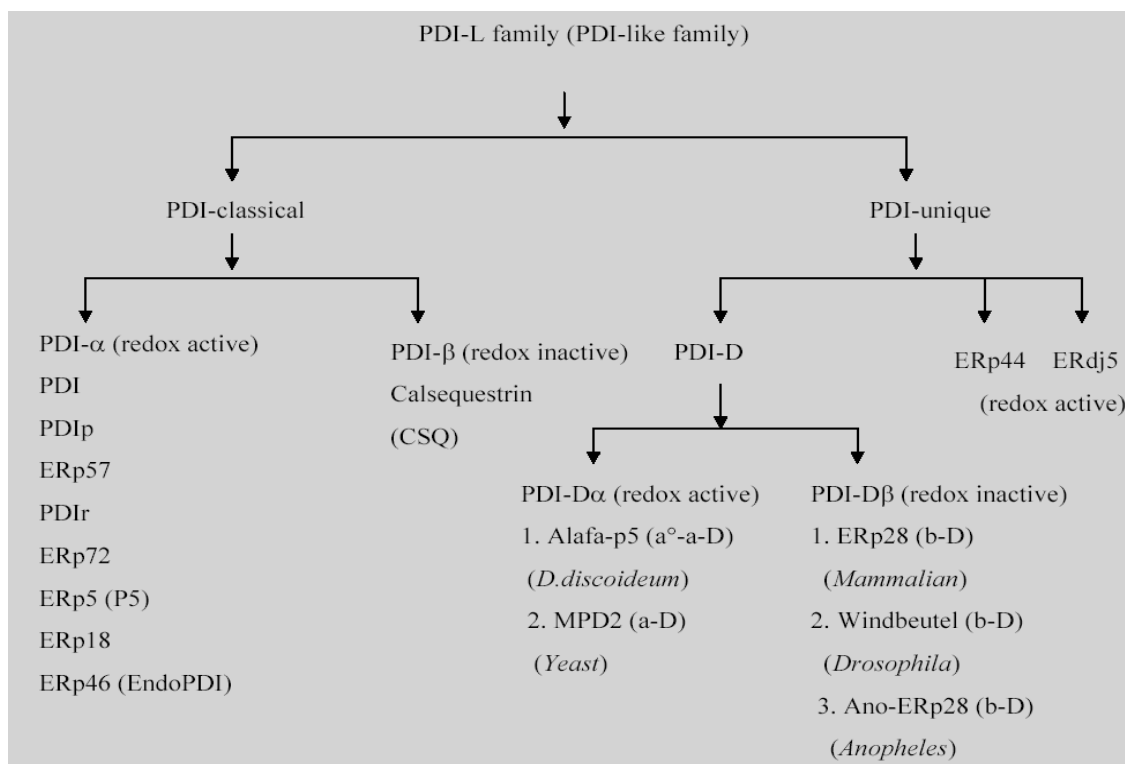 PDI-L family (PDI-like family)
PDI-classical
PDI-unique
PDI-α (redox active)
PDI
PDIp
ERp57
PDIr
ERp72
ERp5 (P5)
ERp18
ERp46 (EndoPDI)
PDI-β (redox inactive)
Calsequestrin
(CSQ)
PDI-D
ERp44 ERdj5
(redox active)
PDI-Dα (redox active)
1. Alafa-p5 (a°-a-D)
(D.discoideum)
2. MPD2 (a-D)
(Yeast)
PDI-Dβ (redox inactive)
1. ERp28 (b-D)
(Mammalian)
2. Windbeutel (b-D)
(Drosophila)
3. Ano-ERp28 (b-D)
(Anopheles)